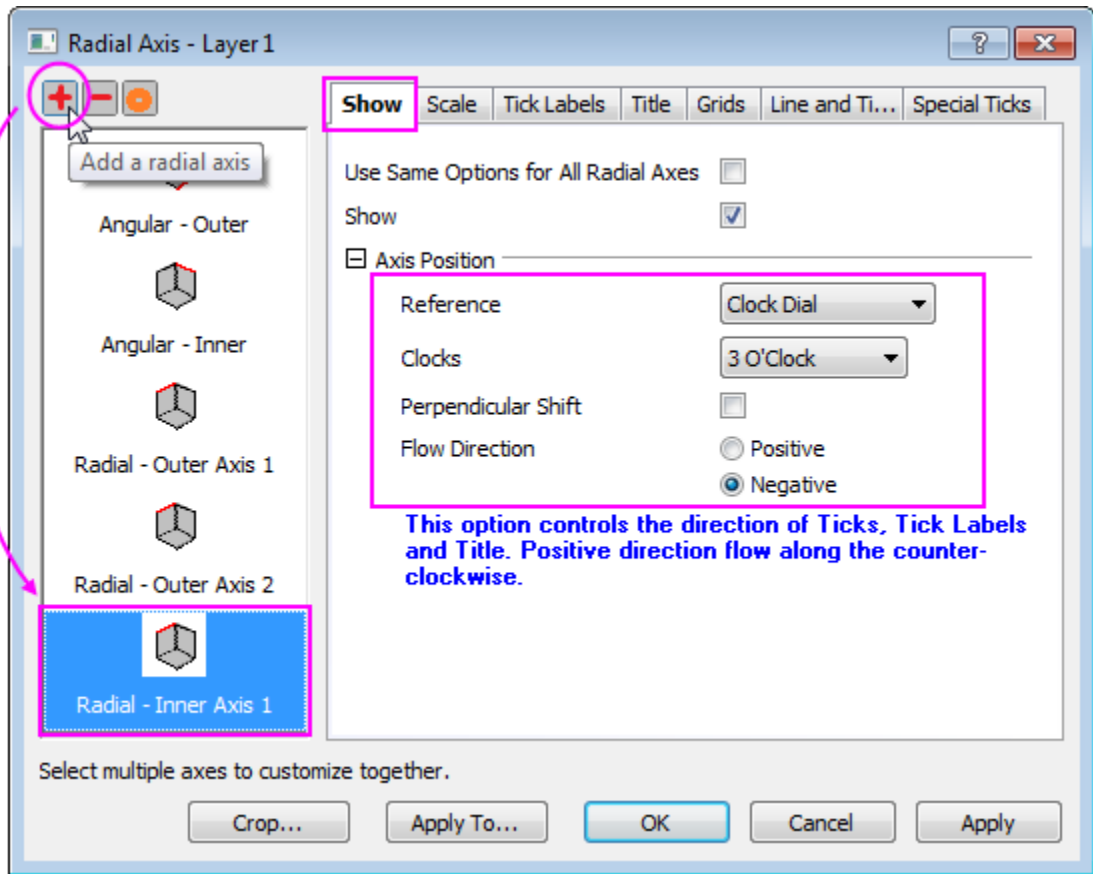 Radial Axis - Layer 1
Add a radial axis
Angular - Outer
Angular - Inner
Radial - Outer Axis 1
Radial - Outer Axis 2
Radial - Inner Axis 1
Show Scale Tick Labels Title Grids Line and Ti... Special Ticks
Use Same Options for All Radial Axes
Show
Axis Position
Reference Clock Dial
Clocks 3 O'Clock
Perpendicular Shift
Flow Direction Positive
Negative
This option controls the direction of Ticks, Tick Labels
and Title. Positive direction flow along the counter-
clockwise.
Select multiple axes to customize together.
Crop... Apply To... OK Cancel Apply